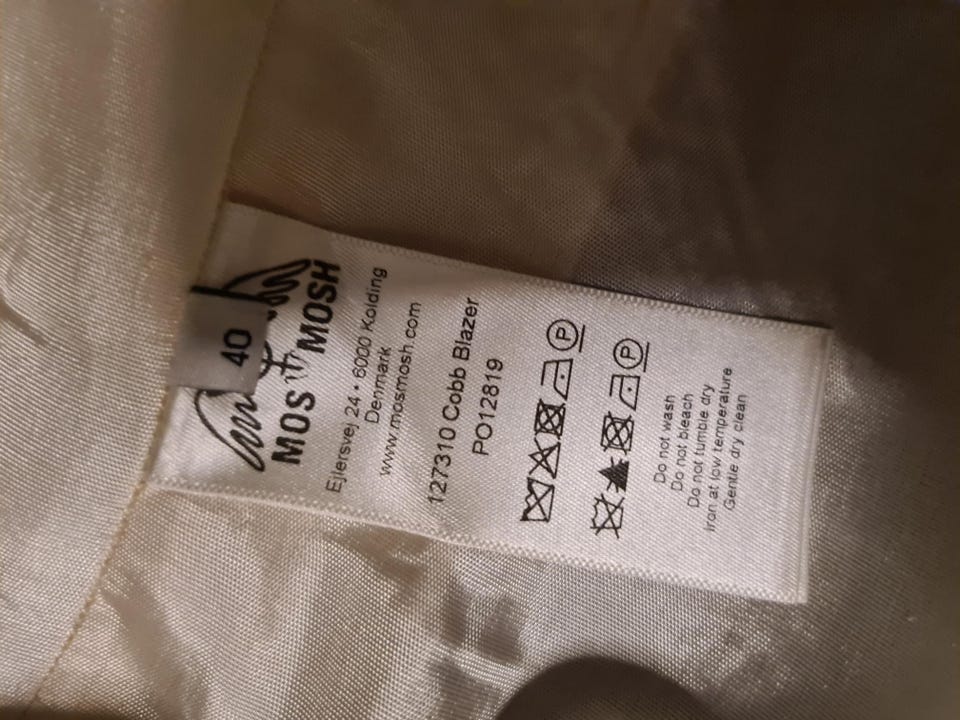 40
MOS MOSH
Ejlersvej 24 • 6000 Kolding
Denmark
www.mosmosh.com
127310 Cobb Blazer
PO12819
P
P
Do not wash
Do not bleach
Do not tumble dry
Iron at low temperature
Gentle dry clean